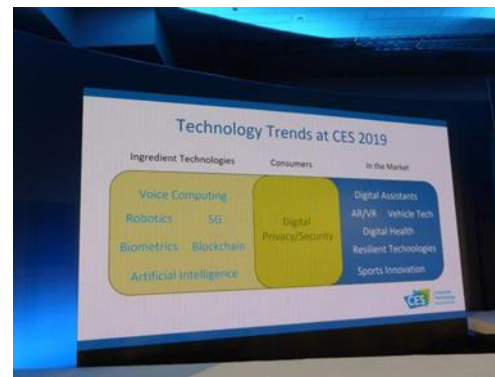 Technology Trends at CES 2019
Ingredient Technologies Consumers In the Market
Voice Computing
Robotics 5G
Biometrics Blockchain
Artificial Intelligence
Digital
Privacy/Security
Digital Assistants
AR/VR Vehicle Tech
Digital Health
Resilient Technologies
Sports Innovation
CES